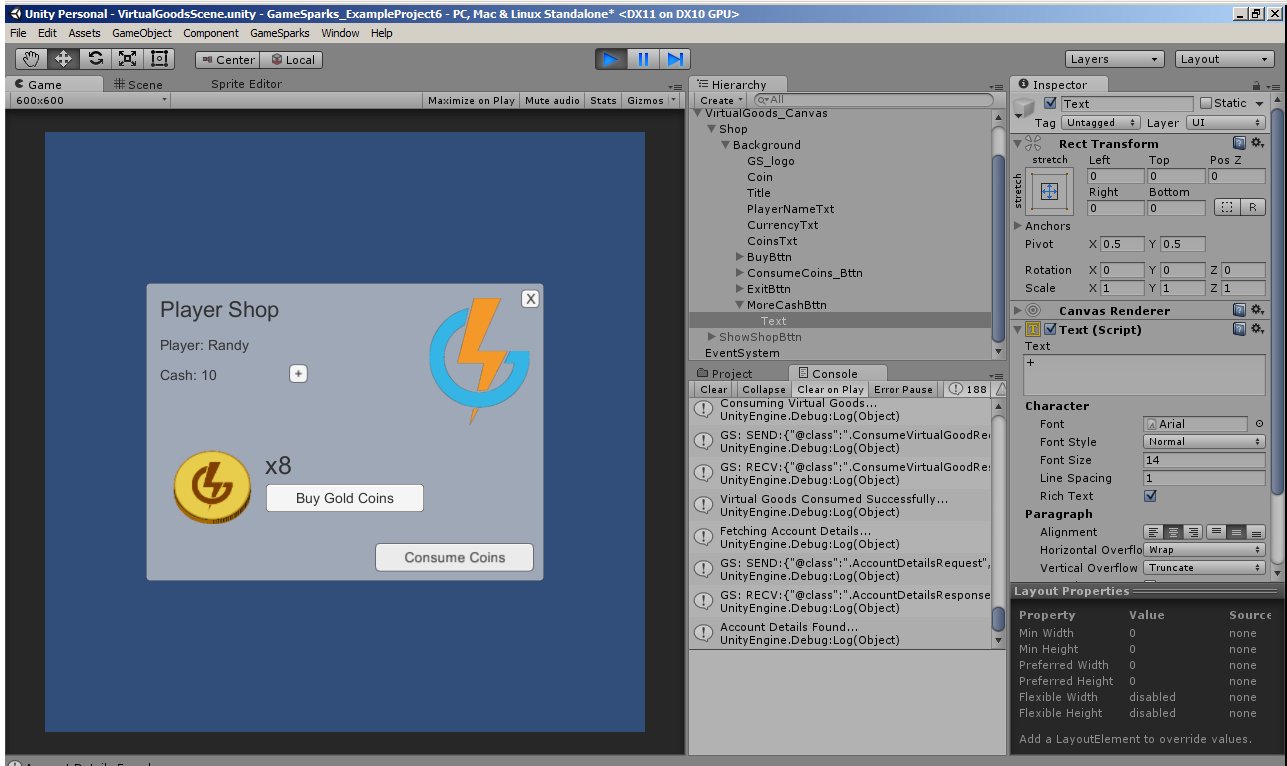 Unity Personal - VirtualGoodsScene.unity - GameSparks_ExampleProject6 - PC, Mac & Linux Standalone* <DX11 on DX10 GPU>
File Edit Assets GameObject Component GameSparks Window Help
Center Local Layers Layout
Game Scene Sprite Editor
600x600 Maximize on Play Mute audio Stats Gizmos
Player Shop
X
Player: Randy
Cash: 10 +
x8
Buy Gold Coins
Consume Coins
Hierarchy
Create All
VirtualGoods_Canvas
Shop
Background
GS_logo
Coin
Title
PlayerNameTxt
CurrencyTxt
CoinsTxt
BuyBttn
ConsumeCoins_Bttn
ExitBttn
MoreCashBttn
Text
ShowShopBttn
EventSystem
Project Console
Clear Collapse Clear on Play Error Pause 188
Consuming Virtual Goods...
UnityEngine.Debug:Log(Object)
GS: SEND:{"@class":".ConsumeVirtualGoodRe
UnityEngine.Debug:Log(Object)
GS: RECV:{"@class":".ConsumeVirtualGoodRe
UnityEngine.Debug:Log(Object)
Virtual Goods Consumed Successfully...
UnityEngine.Debug:Log(Object)
Fetching Account Details...
UnityEngine.Debug:Log(Object)
GS: SEND:{"@class":".AccountDetailsRequest",
UnityEngine.Debug:Log(Object)
GS: RECV:{"@class":".AccountDetailsResponse
UnityEngine.Debug:Log(Object)
Account Details Found...
UnityEngine.Debug:Log(Object)
Inspector
Text Static
Tag Untagged Layer UI
Rect Transform
stretch Left Top Pos Z
stretch
0 0 0
Right Bottom
0 0 R
Anchors
Pivot X 0.5 Y 0.5
Rotation X 0 Y 0 Z 0
Scale X 1 Y 1 Z 1
Canvas Renderer
Text (Script)
Text
+
Character
Font Arial
Font Style Normal
Font Size 14
Line Spacing 1
Rich Text
Paragraph
Alignment
Horizontal Overflo Wrap
Vertical Overflow Truncate
Layout Properties
Property Value Source
Min Width 0 none
Min Height 0 none
Preferred Width 0 none
Preferred Height 0 none
Flexible Width disabled none
Flexible Height disabled none
Add a LayoutElement to override values.